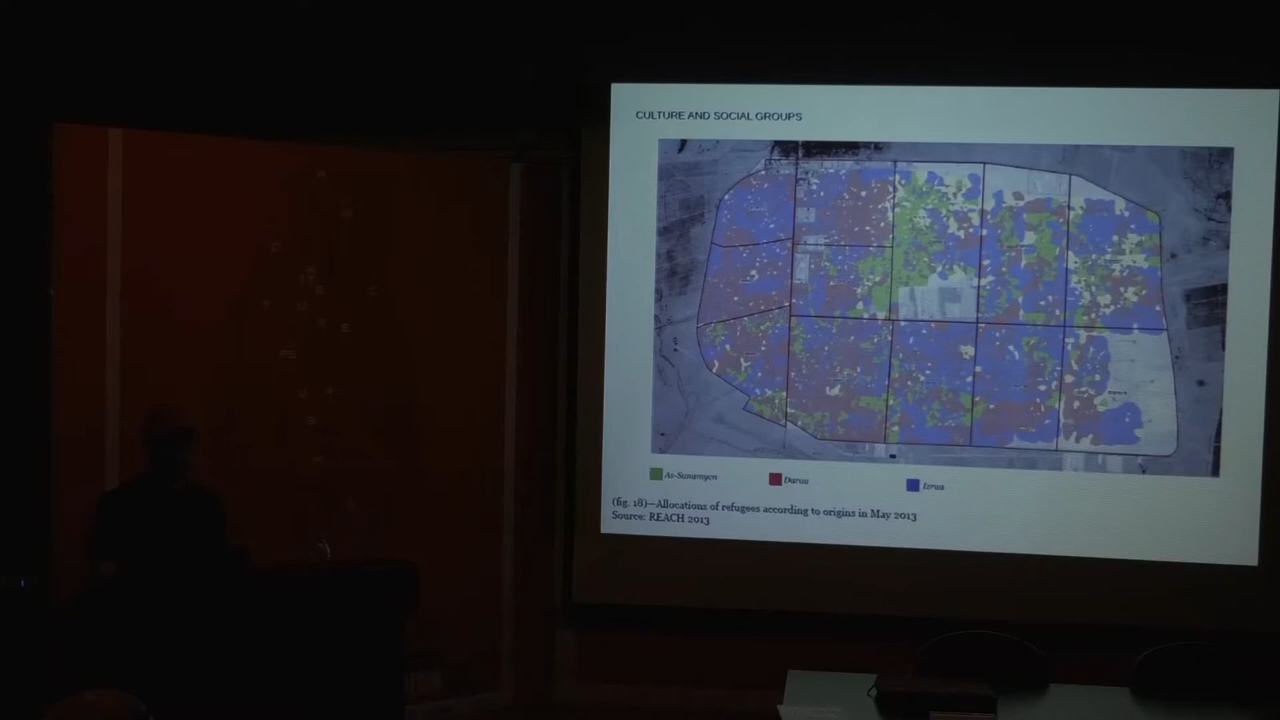 CULTURE AND SOCIAL GROUPS
As-Sanamyen
Daraa
Izraa
(fig. 18)—Allocations of refugees according to origins in May 2013
Source: REACH 2013